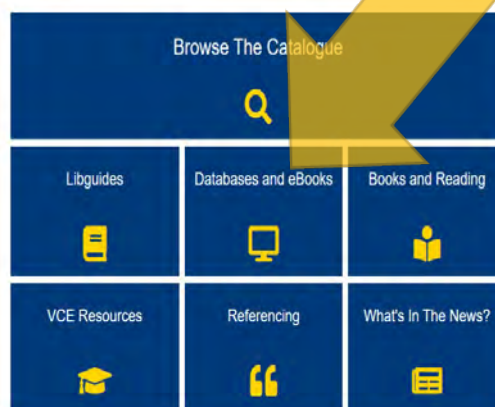 Browse The Catalogue
Libguides
Databases and eBooks
Books and Reading
VCE Resources
Referencing
What's In The News?